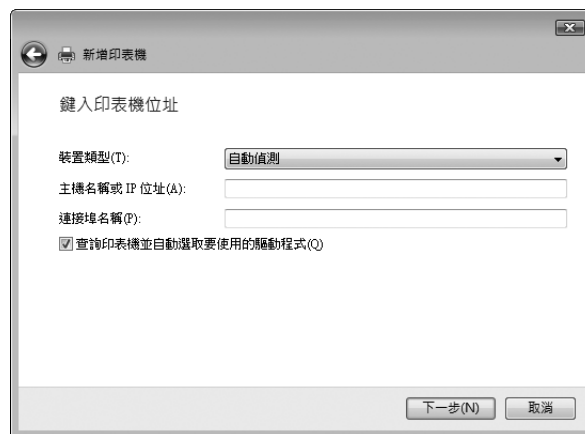 新增印表機
鍵入印表機位址
裝置類型(T):
自動偵測
主機名稱或 IP 位址(A):
連接埠名稱(P):
查詢印表機並自動選取要使用的驅動程式(Q)
下一步(N)
取消